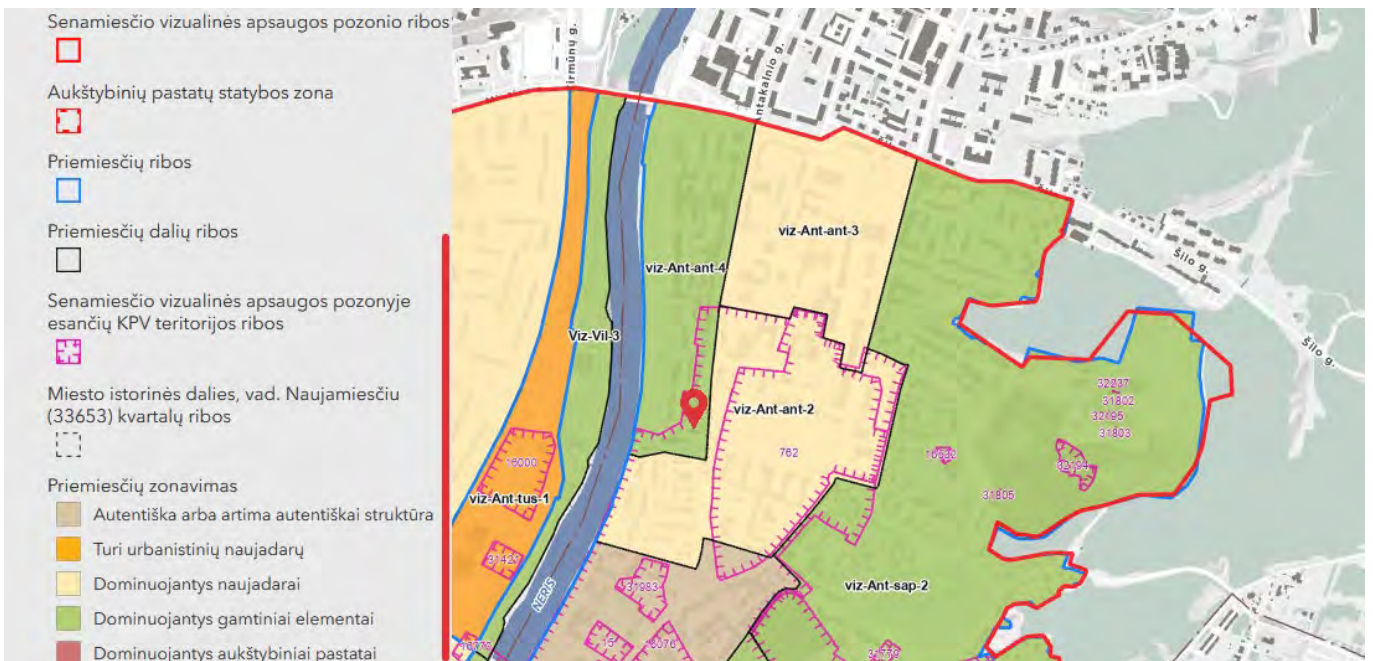 Senamiesčio vizualinės apsaugos pozonio ribos
Aukštybinių pastatų statybos zona
Priemiesčių ribos
Priemiesčių dalių ribos
Senamiesčio vizualinės apsaugos pozonyje
esančių KPV teritorijos ribos
Miesto istorinės dalies, vad. Naujamiesčiu
(33653) kvartalų ribos
Priemiesčių zonavimas
Autentiška arba artima autentiškai struktūra
Turi urbanistinių naujadarų
Dominuojantys naujadarai
Dominuojantys gamtiniai elementai
Dominuojantys aukštybiniai pastatai
irmūnų g.
Antakalnio g.
Šilo g.
Šilo g.
viz-Ant-ant-3
viz-Ant-ant-4
Viz-Vil-3
viz-Ant-ant-2
762
32237
31802
31803
16000
31805
viz-Ant-tus-1
viz-Ant-sap-2
NERIS
31983
16076